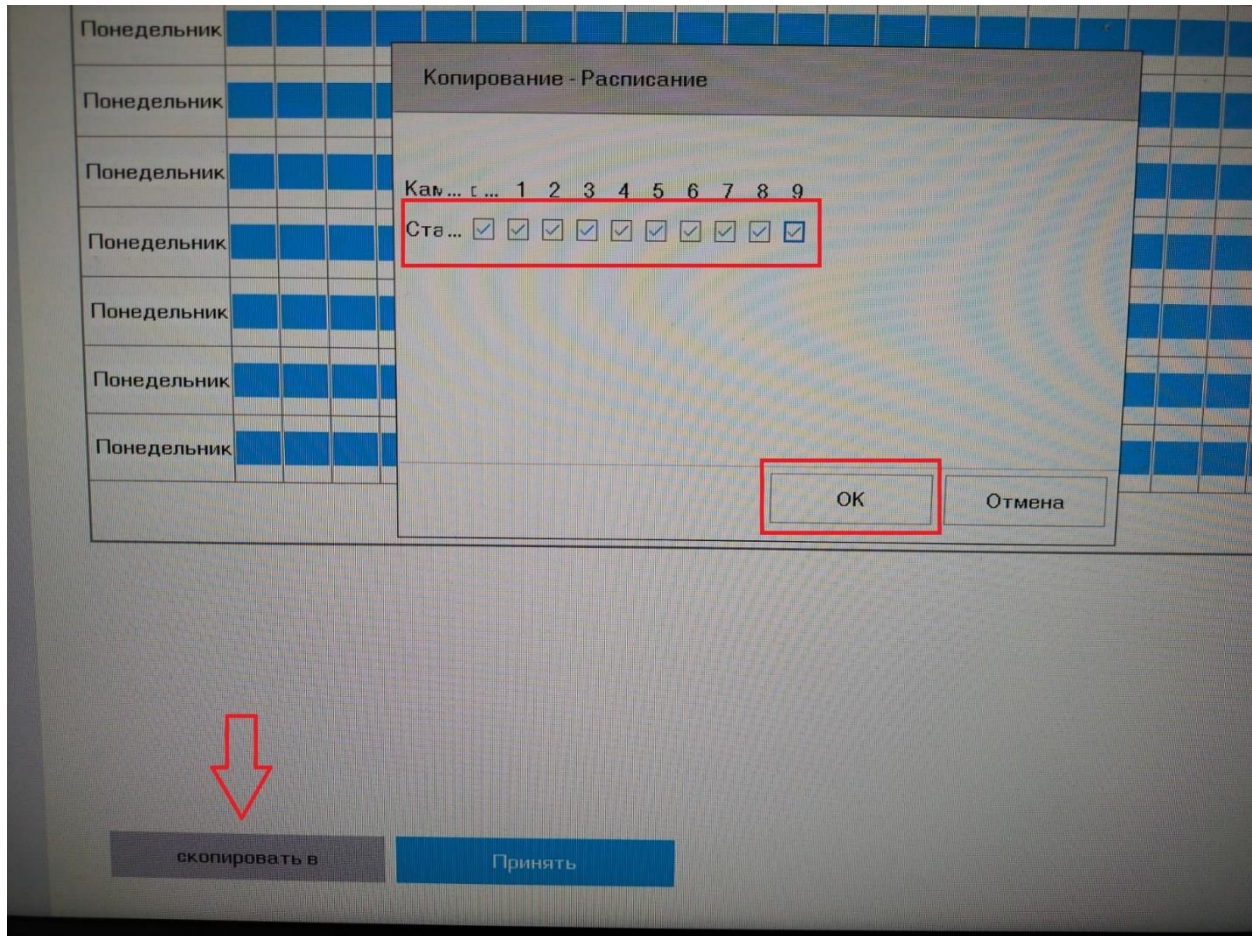 Понедельник
Копирование - Расписание
Понедельник
Понедельник
Кам... ... 1 2 3 4 5 6 7 8 9
Ста...
Понедельник
Понедельник
Понедельник
Понедельник
OK Отмена
скопировать в Принять